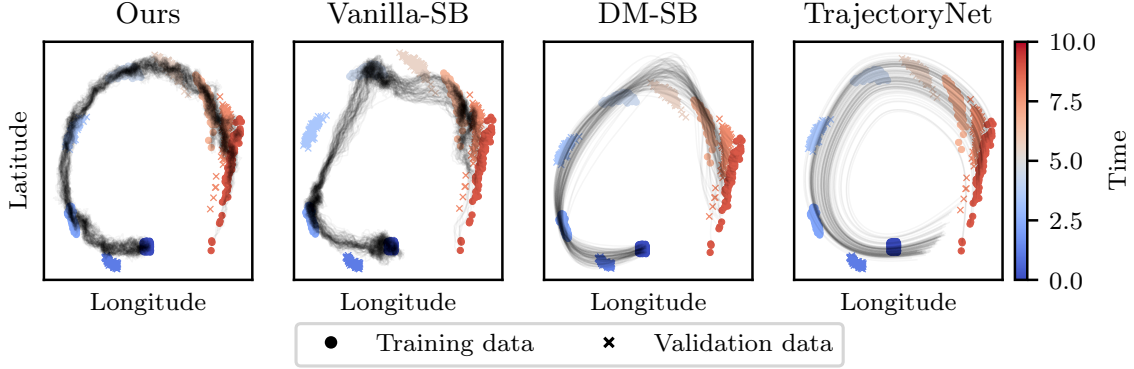 Ours
Vanilla-SB
DM-SB
TrajectoryNet
Latitude
Longitude
Longitude
Longitude
Longitude
10.0
7.5
5.0
2.5
0.0
Time
Training data
Validation data